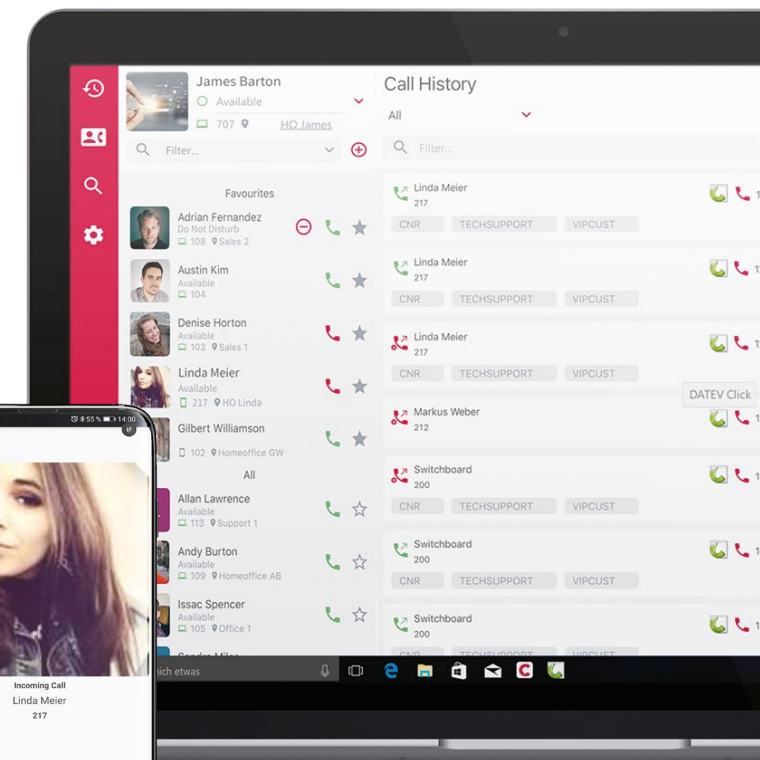 James Barton
Available
707
HO James
Filter...
Favourites
Adrian Fernandez
Do Not Disturb
108 Sales 2
Austin Kim
Available
104
Denise Horton
Available
103 Sales 1
Linda Meier
Available
217 HO Linda
Gilbert Williamson
102 Homeoffice GW
All
Allan Lawrence
Available
113 Support 1
Andy Burton
Available
109 Homeoffice AB
Issac Spencer
Available
105 Office 1
Call History
All
Filter...
Linda Meier
217
CNR TECHSUPPORT VIPCUST
Linda Meier
217
CNR TECHSUPPORT VIPCUST
Linda Meier
217
CNR TECHSUPPORT VIPCUST
DATEV Click
Markus Weber
212
Switchboard
200
CNR TECHSUPPORT VIPCUST
Switchboard
200
CNR TECHSUPPORT VIPCUST
Switchboard
200
CNR TECHSUPPORT VIPCUST
etwas
55 % 14:00
Incoming Call
Linda Meier
217